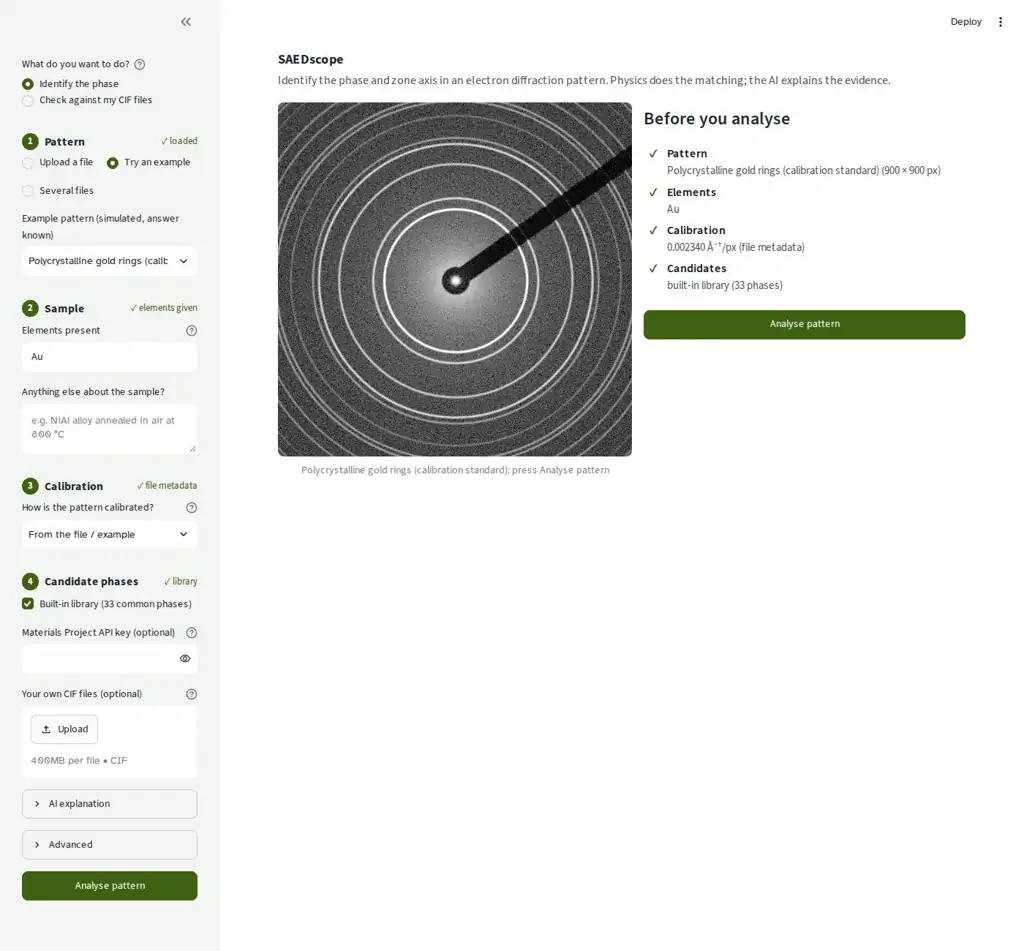 Deploy
What do you want to do?
Identify the phase
Check against my CIF files
1 Pattern ✓ loaded
Upload a file Try an example
Several files
Example pattern (simulated, answer
known)
Polycrystalline gold rings (calib
2 Sample ✓ elements given
Elements present
Au
Anything else about the sample?
e.g. NiAl alloy annealed in air at
800 °C
3 Calibration ✓ file metadata
How is the pattern calibrated?
From the file / example
4 Candidate phases ✓ library
Built-in library (33 common phases)
Materials Project API key (optional)
Your own CIF files (optional)
Upload
400MB per file • CIF
AI explanation
Advanced
Analyse pattern
SAEDscope
Identify the phase and zone axis in an electron diffraction pattern. Physics does the matching; the AI explains the evidence.
Polycrystalline gold rings (calibration standard): press Analyse pattern
Before you analyse
✓ Pattern
Polycrystalline gold rings (calibration standard) (900 × 900 px)
✓ Elements
Au
✓ Calibration
0.002340 Å⁻¹/px (file metadata)
✓ Candidates
built-in library (33 phases)
Analyse pattern